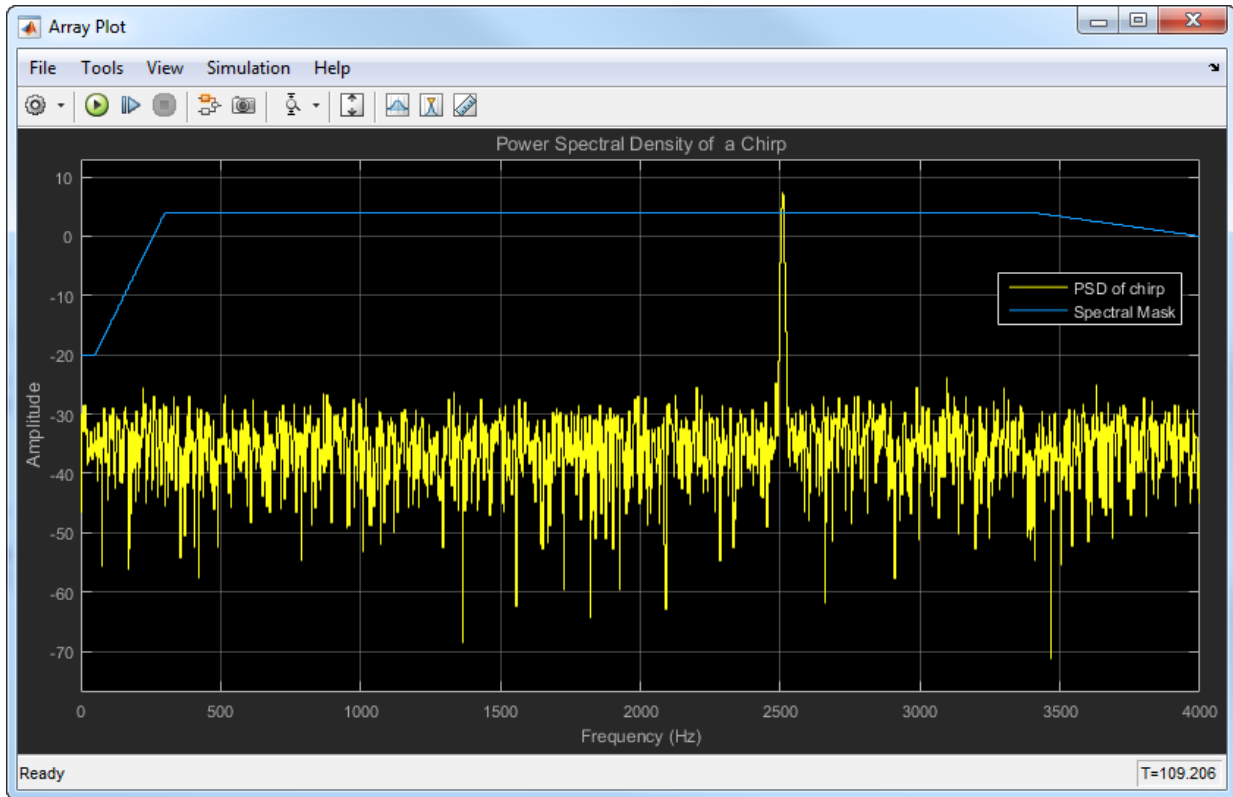 Array Plot
File Tools View Simulation Help
Power Spectral Density of a Chirp
10
0
-10
-20
-30
-40
-50
-60
-70
Amplitude
PSD of chirp
Spectral Mask
0 500 1000 1500 2000 2500 3000 3500 4000
Frequency (Hz)
Ready T=109.206